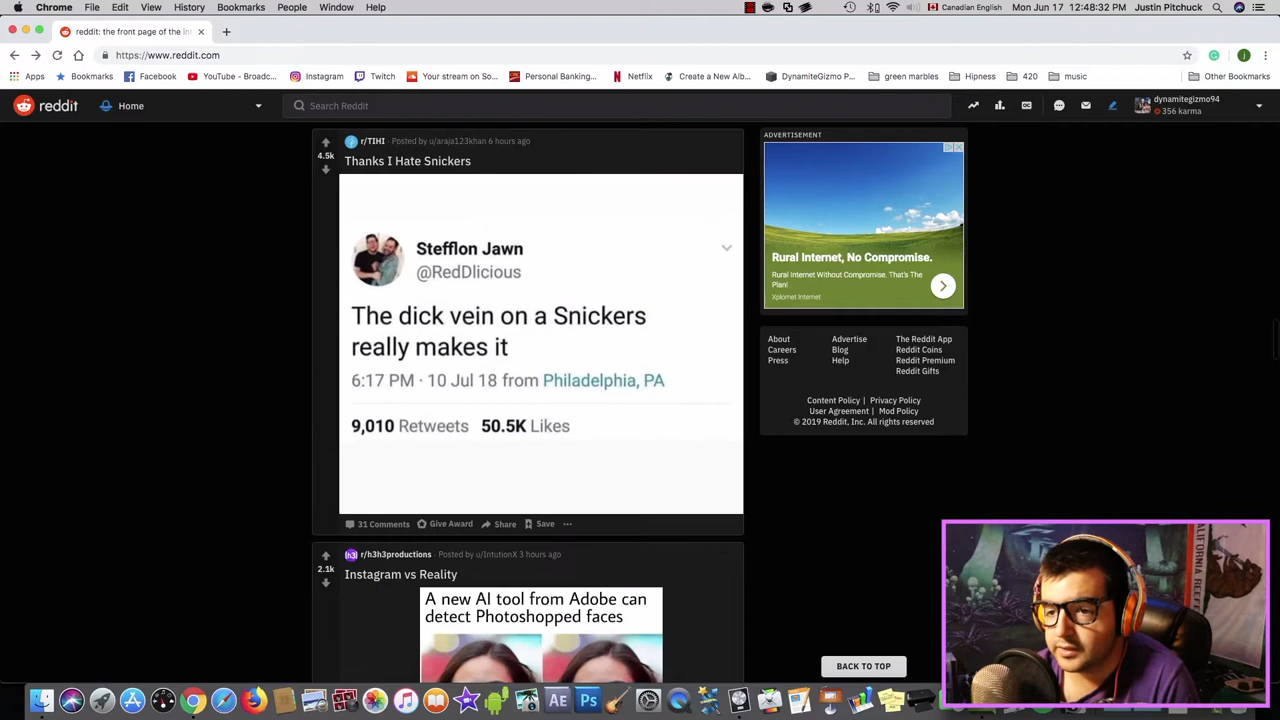 Chrome File Edit View History Bookmarks People Window Help Canadian English Mon Jun 17 12:48:32 PM Justin Pitchuck
reddit: the front page of the in
https://www.reddit.com
Apps Bookmarks Facebook YouTube - Broadc... Instagram Twitch Your stream on So... Personal Banking... Netflix Create a New Alb... DynamiteGizmo P... green marbles Hipness 420 music Other Bookmarks
reddit Home Search Reddit dynamitegizmo94
356 karma
r/TIHI · Posted by u/araja123khan 6 hours ago
4.5k
Thanks I Hate Snickers
Stefflon Jawn
@RedDlicious
The dick vein on a Snickers
really makes it
6:17 PM · 10 Jul 18 from Philadelphia, PA
9,010 Retweets 50.5K Likes
31 Comments Give Award Share Save
r/h3h3productions · Posted by u/IntutionX 3 hours ago
2.1k
Instagram vs Reality
A new AI tool from Adobe can
detect Photoshopped faces
ADVERTISEMENT
Rural Internet, No Compromise.
Rural Internet Without Compromise. That's The
Plan!
Xplornet Internet
About Advertise The Reddit App
Careers Blog Reddit Coins
Press Help Reddit Premium
Reddit Gifts
Content Policy | Privacy Policy
User Agreement | Mod Policy
© 2019 Reddit, Inc. All rights reserved
BACK TO TOP
AE Ps